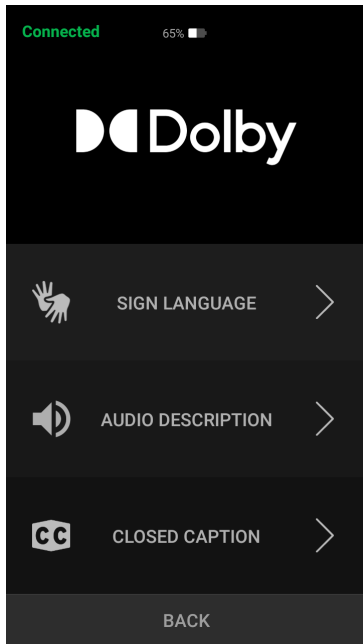 Connected
65%
Dolby
SIGN LANGUAGE
AUDIO DESCRIPTION
CC CLOSED CAPTION
BACK